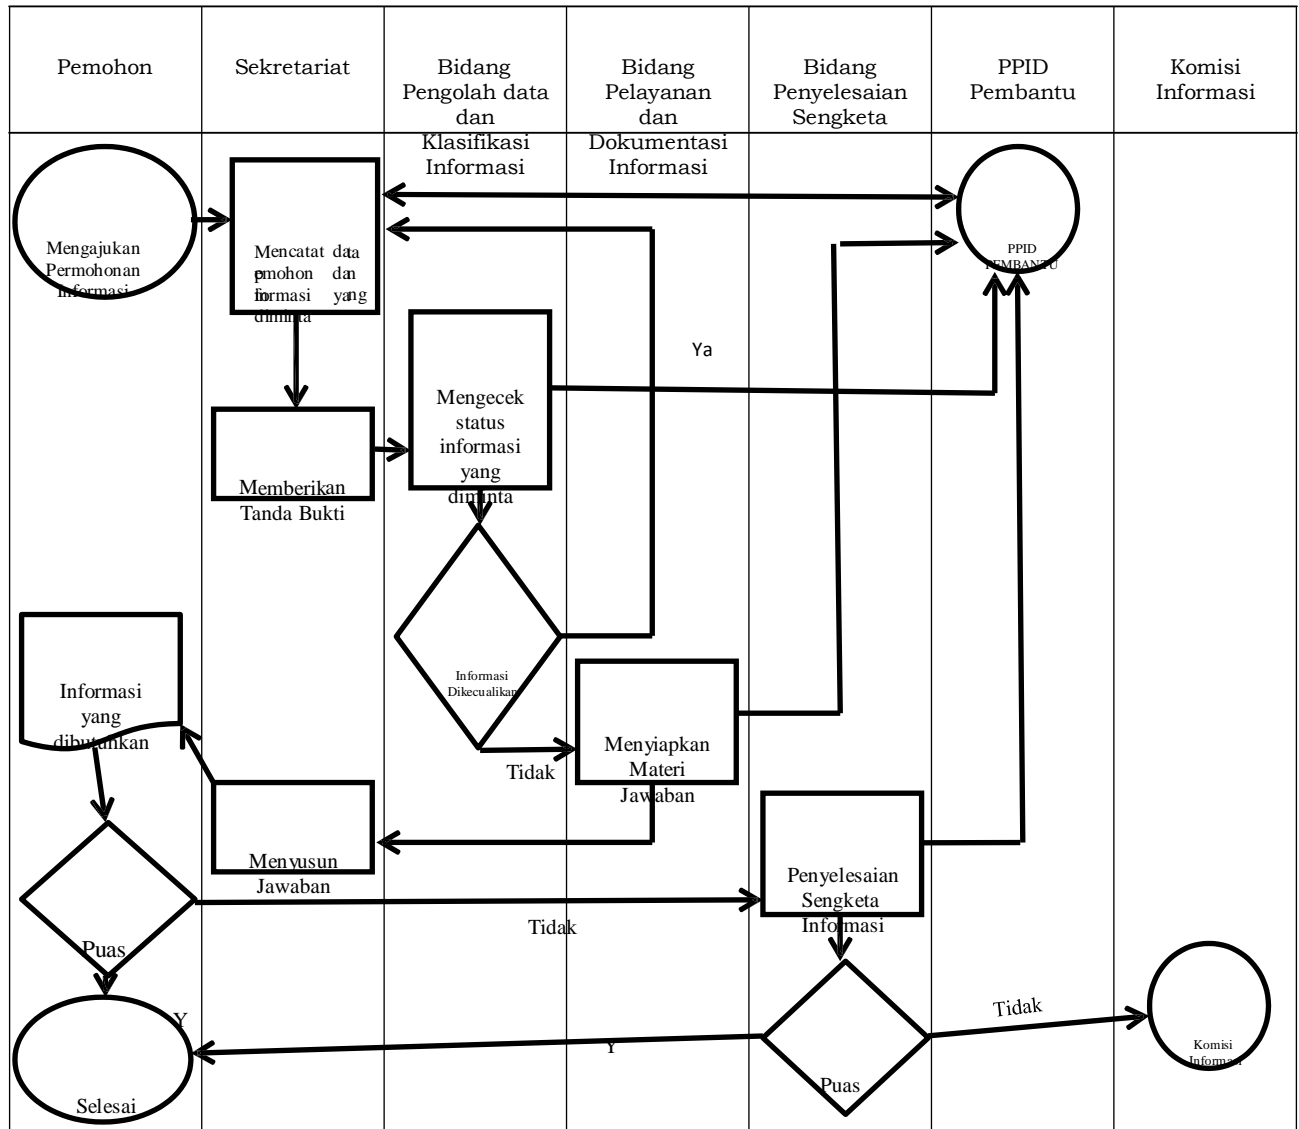 Pemohon
Sekretariat
Bidang
Pengolah data
dan
Klasifikasi
Informasi
Bidang
Pelayanan
dan
Dokumentasi
Informasi
Bidang
Penyelesaian
Sengketa
PPID
Pembantu
Komisi
Informasi
Mengajukan
Permohonan
Informasi
Mencatat data
pemohon dan
informasi yang
diminta
PPID
PEMBANTU
Ya
Mengecek
status
informasi
yang
diminta
Memberikan
Tanda Bukti
Informasi
Dikecualikan
Informasi
yang
dibutuhkan
Tidak
Menyiapkan
Materi
Jawaban
Menyusun
Jawaban
Penyelesaian
Sengketa
Informasi
Tidak
Puas
Y
Selesai
Y
Puas
Tidak
Komisi
Informasi